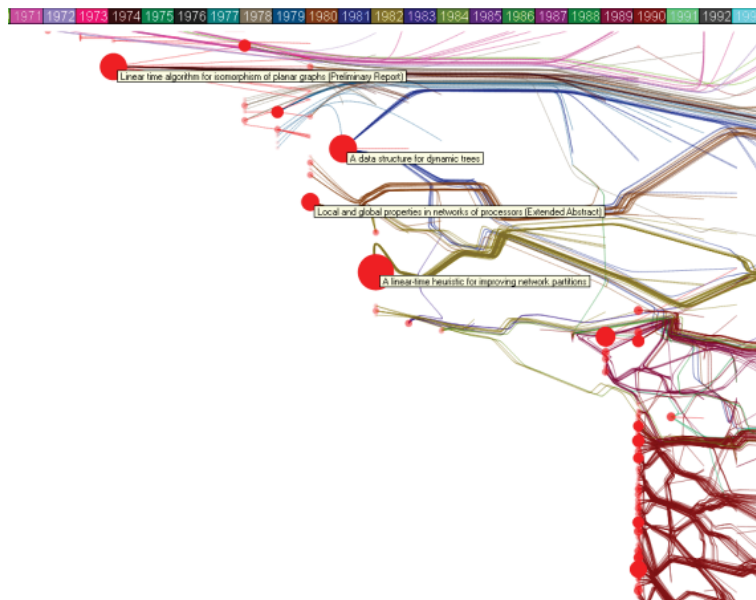 1971 1972 1973 1974 1975 1976 1977 1978 1979 1980 1981 1982 1983 1984 1985 1986 1987 1988 1989 1990 1991 1992
Linear time algorithm for isomorphism of planar graphs (Preliminary Report)
A data structure for dynamic trees
Local and global properties in networks of processors (Extended Abstract)
A linear-time heuristic for improving network partitions